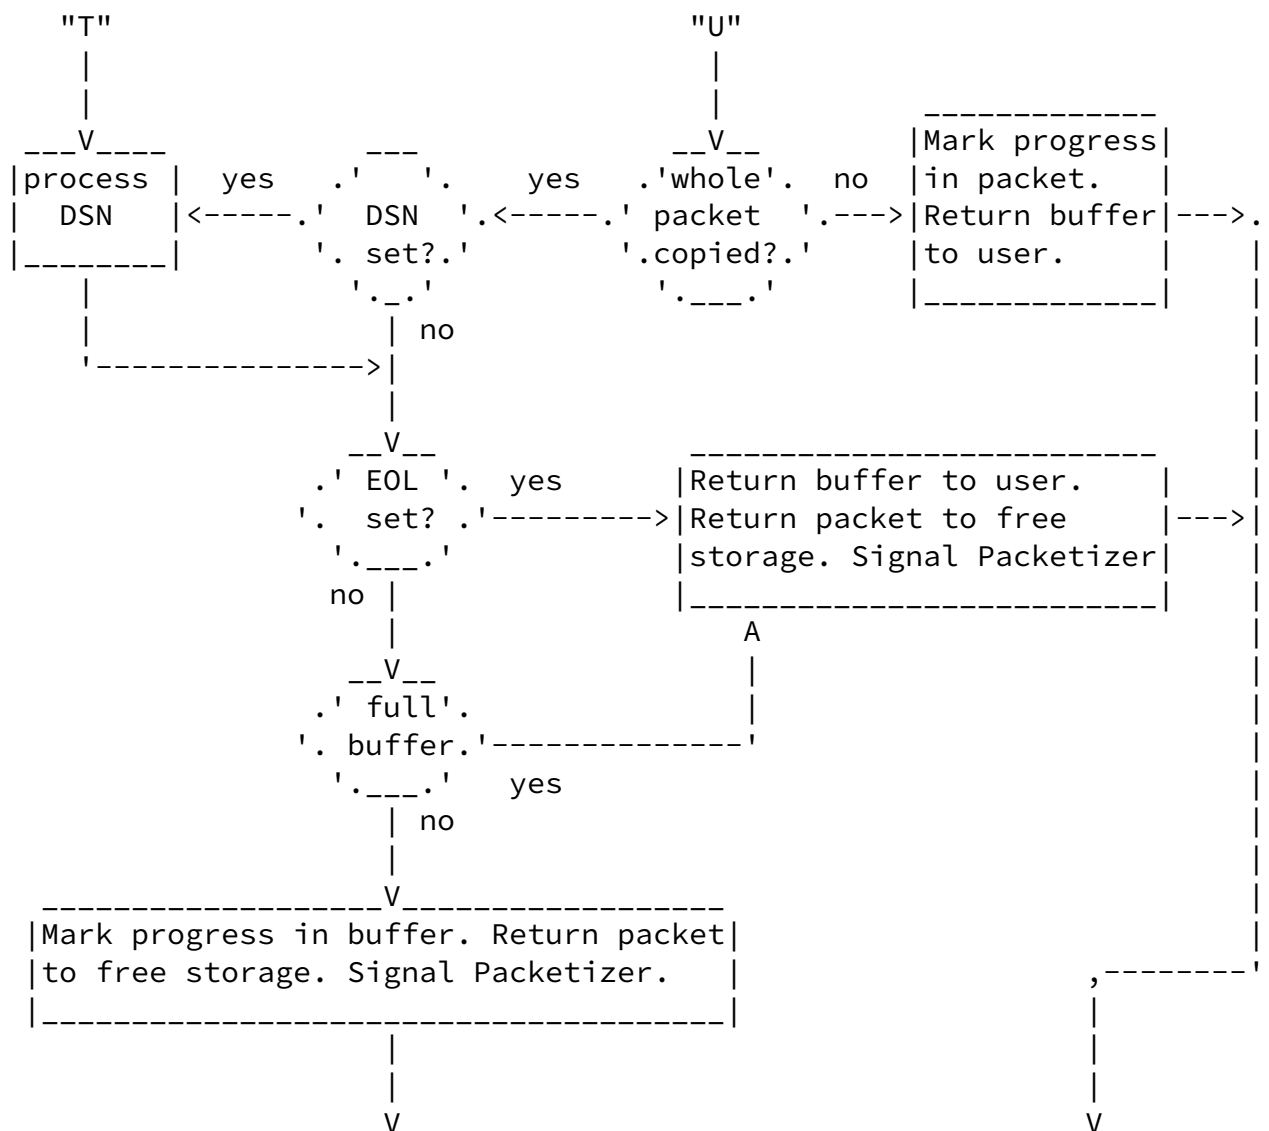 "T" "U"
Mark progress
process yes .' '. yes .'whole'. no in packet.
DSN DSN packet Return buffer
set? copied? to user.
no
EOL yes Return buffer to user.
set? Return packet to free
storage. Signal Packetizer
no
full
buffer
yes
no
Mark progress in buffer. Return packet
to free storage. Signal Packetizer.